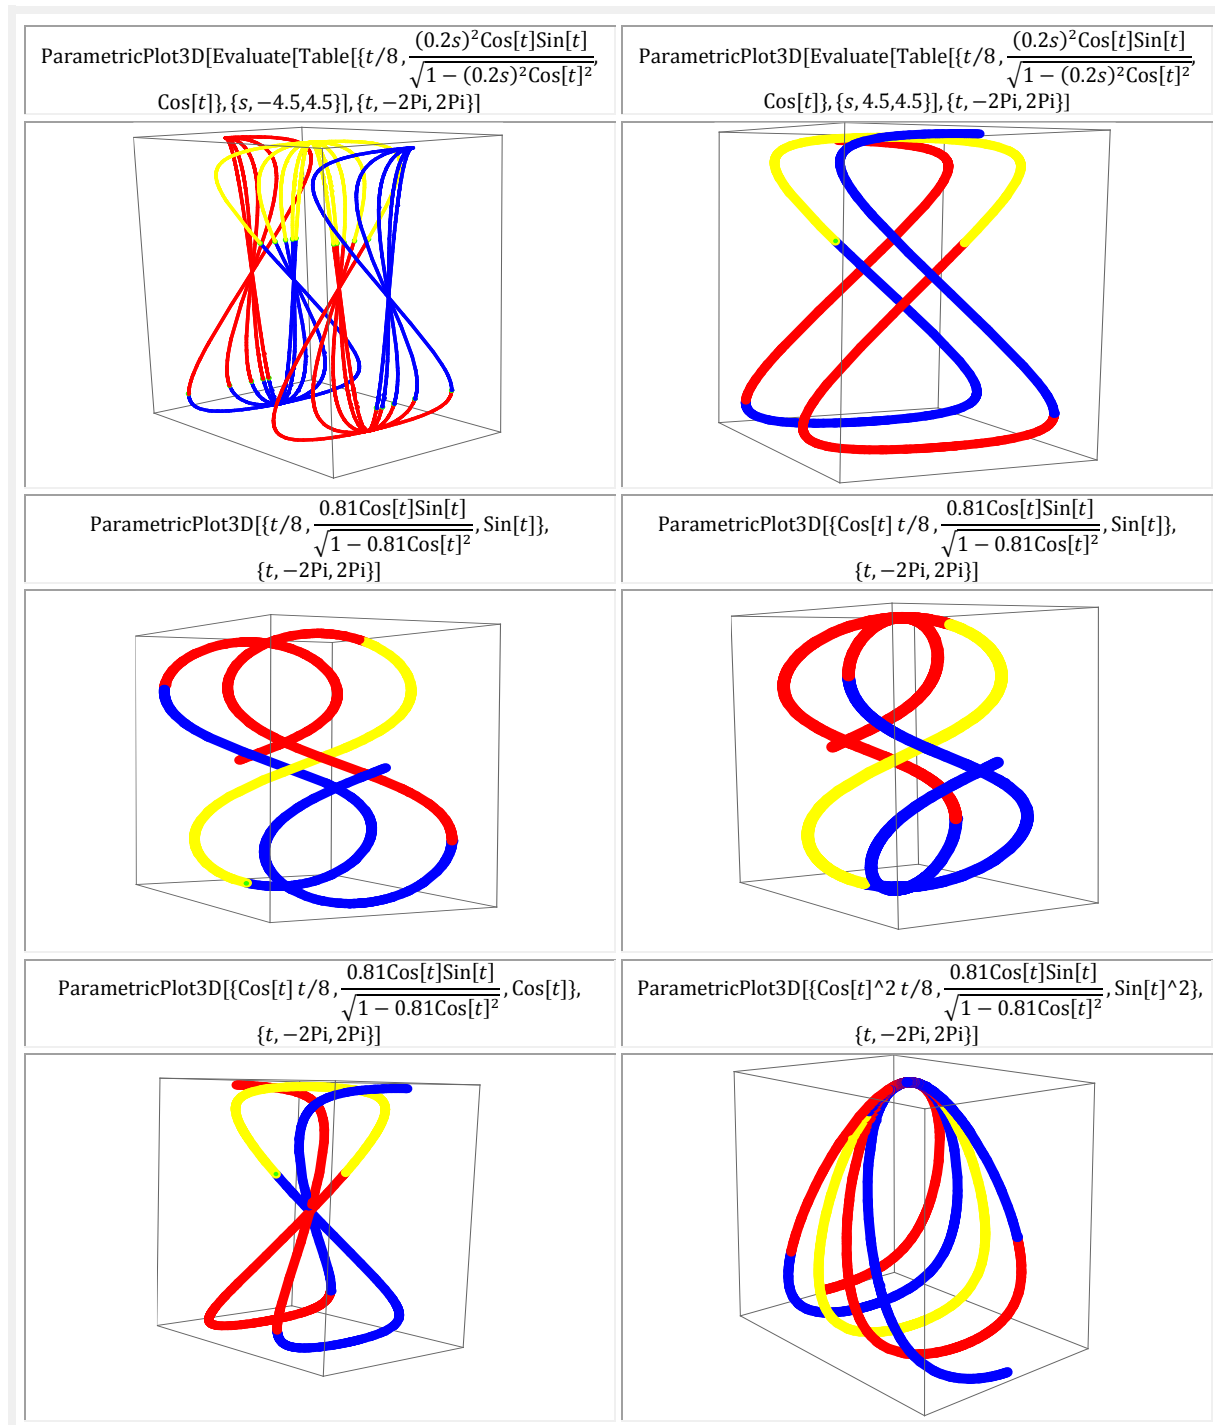 ParametricPlot3D[Evaluate[Table[{t/8, (0.2s)²Cos[t]Sin[t] / √(1 − (0.2s)²Cos[t]²),
Cos[t]}, {s, −4.5,4.5}], {t, −2Pi, 2Pi}]
ParametricPlot3D[Evaluate[Table[{t/8, (0.2s)²Cos[t]Sin[t] / √(1 − (0.2s)²Cos[t]²),
Cos[t]}, {s, 4.5,4.5}], {t, −2Pi, 2Pi}]
ParametricPlot3D[{t/8, 0.81Cos[t]Sin[t] / √(1 − 0.81Cos[t]²), Sin[t]},
{t, −2Pi, 2Pi}]
ParametricPlot3D[{Cos[t] t/8, 0.81Cos[t]Sin[t] / √(1 − 0.81Cos[t]²), Sin[t]},
{t, −2Pi, 2Pi}]
ParametricPlot3D[{Cos[t] t/8, 0.81Cos[t]Sin[t] / √(1 − 0.81Cos[t]²), Cos[t]},
{t, −2Pi, 2Pi}]
ParametricPlot3D[{Cos[t]^2 t/8, 0.81Cos[t]Sin[t] / √(1 − 0.81Cos[t]²), Sin[t]^2},
{t, −2Pi, 2Pi}]